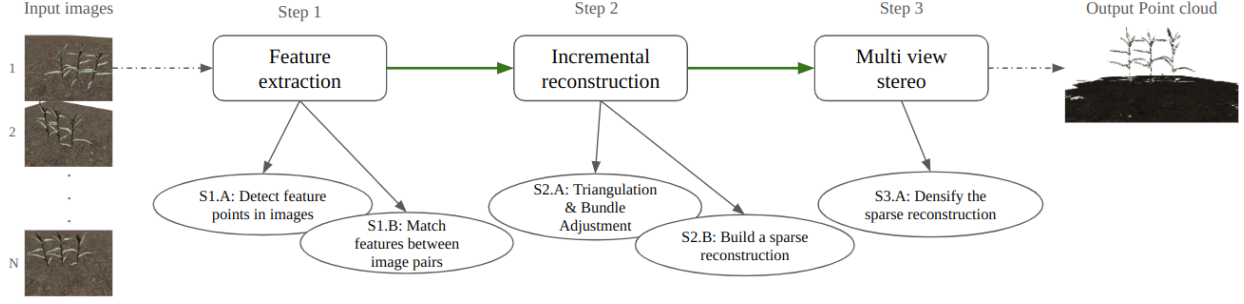 Input images
Step 1
Step 2
Step 3
Output Point cloud
1
2
N
Feature
extraction
Incremental
reconstruction
Multi view
stereo
S1.A: Detect feature
points in images
S1.B: Match
features between
image pairs
S2.A: Triangulation
& Bundle
Adjustment
S2.B: Build a sparse
reconstruction
S3.A: Densify the
sparse reconstruction